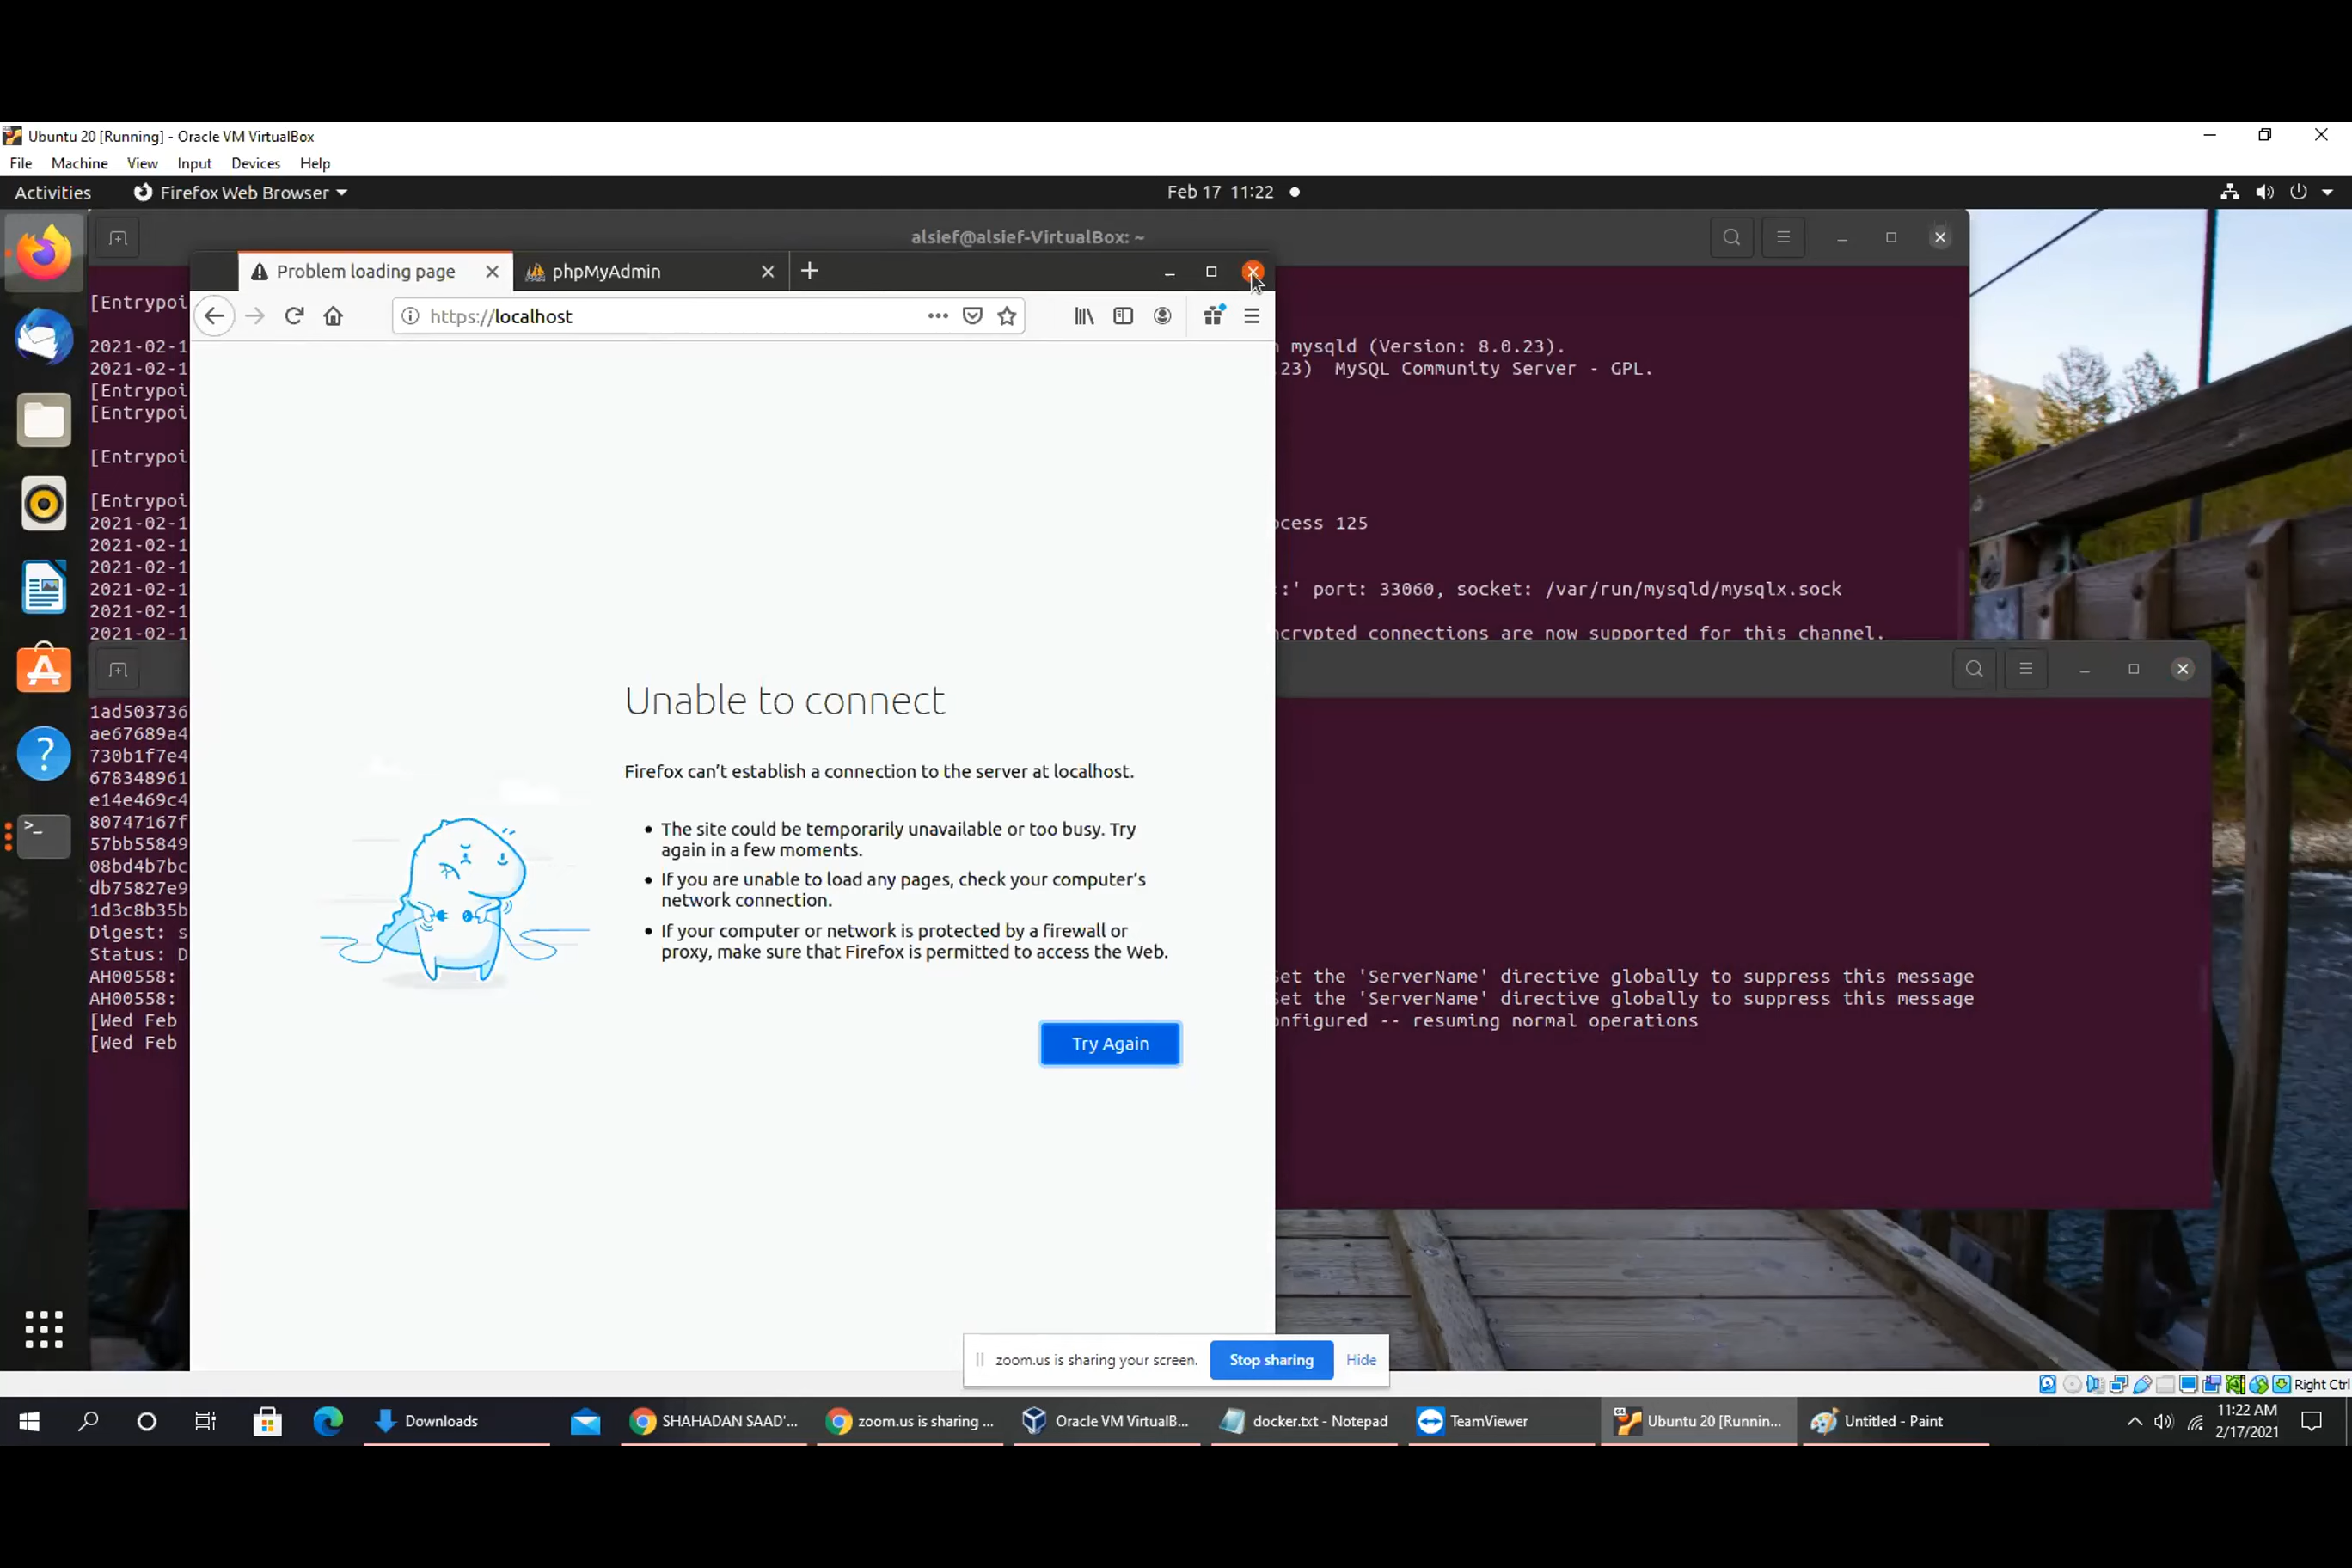 Ubuntu 20 [Running] - Oracle VM VirtualBox
File Machine View Input Devices Help
Activities Firefox Web Browser Feb 17 11:22
alsief@alsief-VirtualBox: ~
Problem loading page phpMyAdmin
https://localhost
[Entrypoi
2021-02-1 mysqld (Version: 8.0.23).
2021-02-1 23) MySQL Community Server - GPL.
[Entrypoi
[Entrypoi
[Entrypoi
[Entrypoi
2021-02-1 ocess 125
2021-02-1
2021-02-1
2021-02-1 :' port: 33060, socket: /var/run/mysqld/mysqlx.sock
2021-02-1
2021-02-1 ncrypted connections are now supported for this channel.
Unable to connect
Firefox can't establish a connection to the server at localhost.
The site could be temporarily unavailable or too busy. Try
again in a few moments.
If you are unable to load any pages, check your computer's
network connection.
If your computer or network is protected by a firewall or
proxy, make sure that Firefox is permitted to access the Web.
Try Again
1ad503736
ae67689a4
730b1f7e4
678348961
e14e469c4
80747167f
57bb55849
08bd4b7bc
db75827e9
1d3c8b35b
Digest: s
Status: D
AH00558: Set the 'ServerName' directive globally to suppress this message
AH00558: Set the 'ServerName' directive globally to suppress this message
[Wed Feb onfigured -- resuming normal operations
[Wed Feb
zoom.us is sharing your screen. Stop sharing Hide
Right Ctrl
Downloads SHAHADAN SAAD'... zoom.us is sharing ... Oracle VM VirtualB... docker.txt - Notepad TeamViewer Ubuntu 20 [Runnin... Untitled - Paint
11:22 AM
2/17/2021